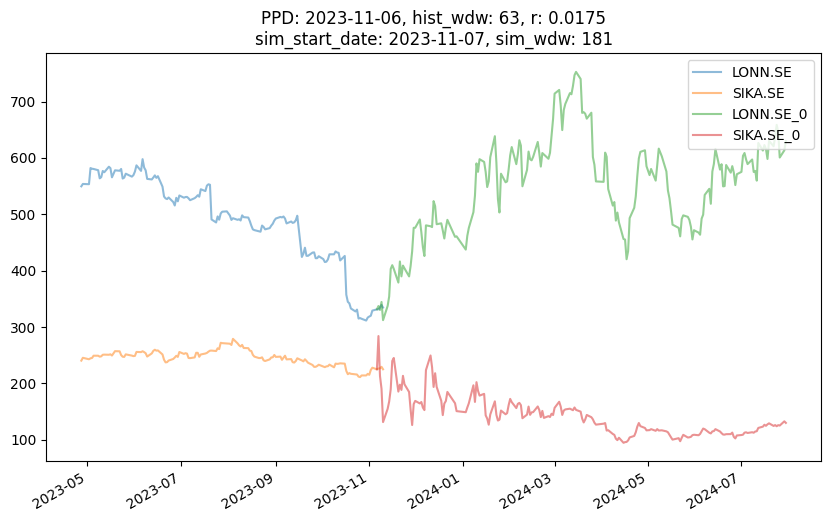 PPD: 2023-11-06, hist_wdw: 63, r: 0.0175
sim_start_date: 2023-11-07, sim_wdw: 181
LONN.SE
SIKA.SE
LONN.SE_0
SIKA.SE_0
700
600
500
400
300
200
100
2023-05
2023-07
2023-09
2023-11
2024-01
2024-03
2024-05
2024-07